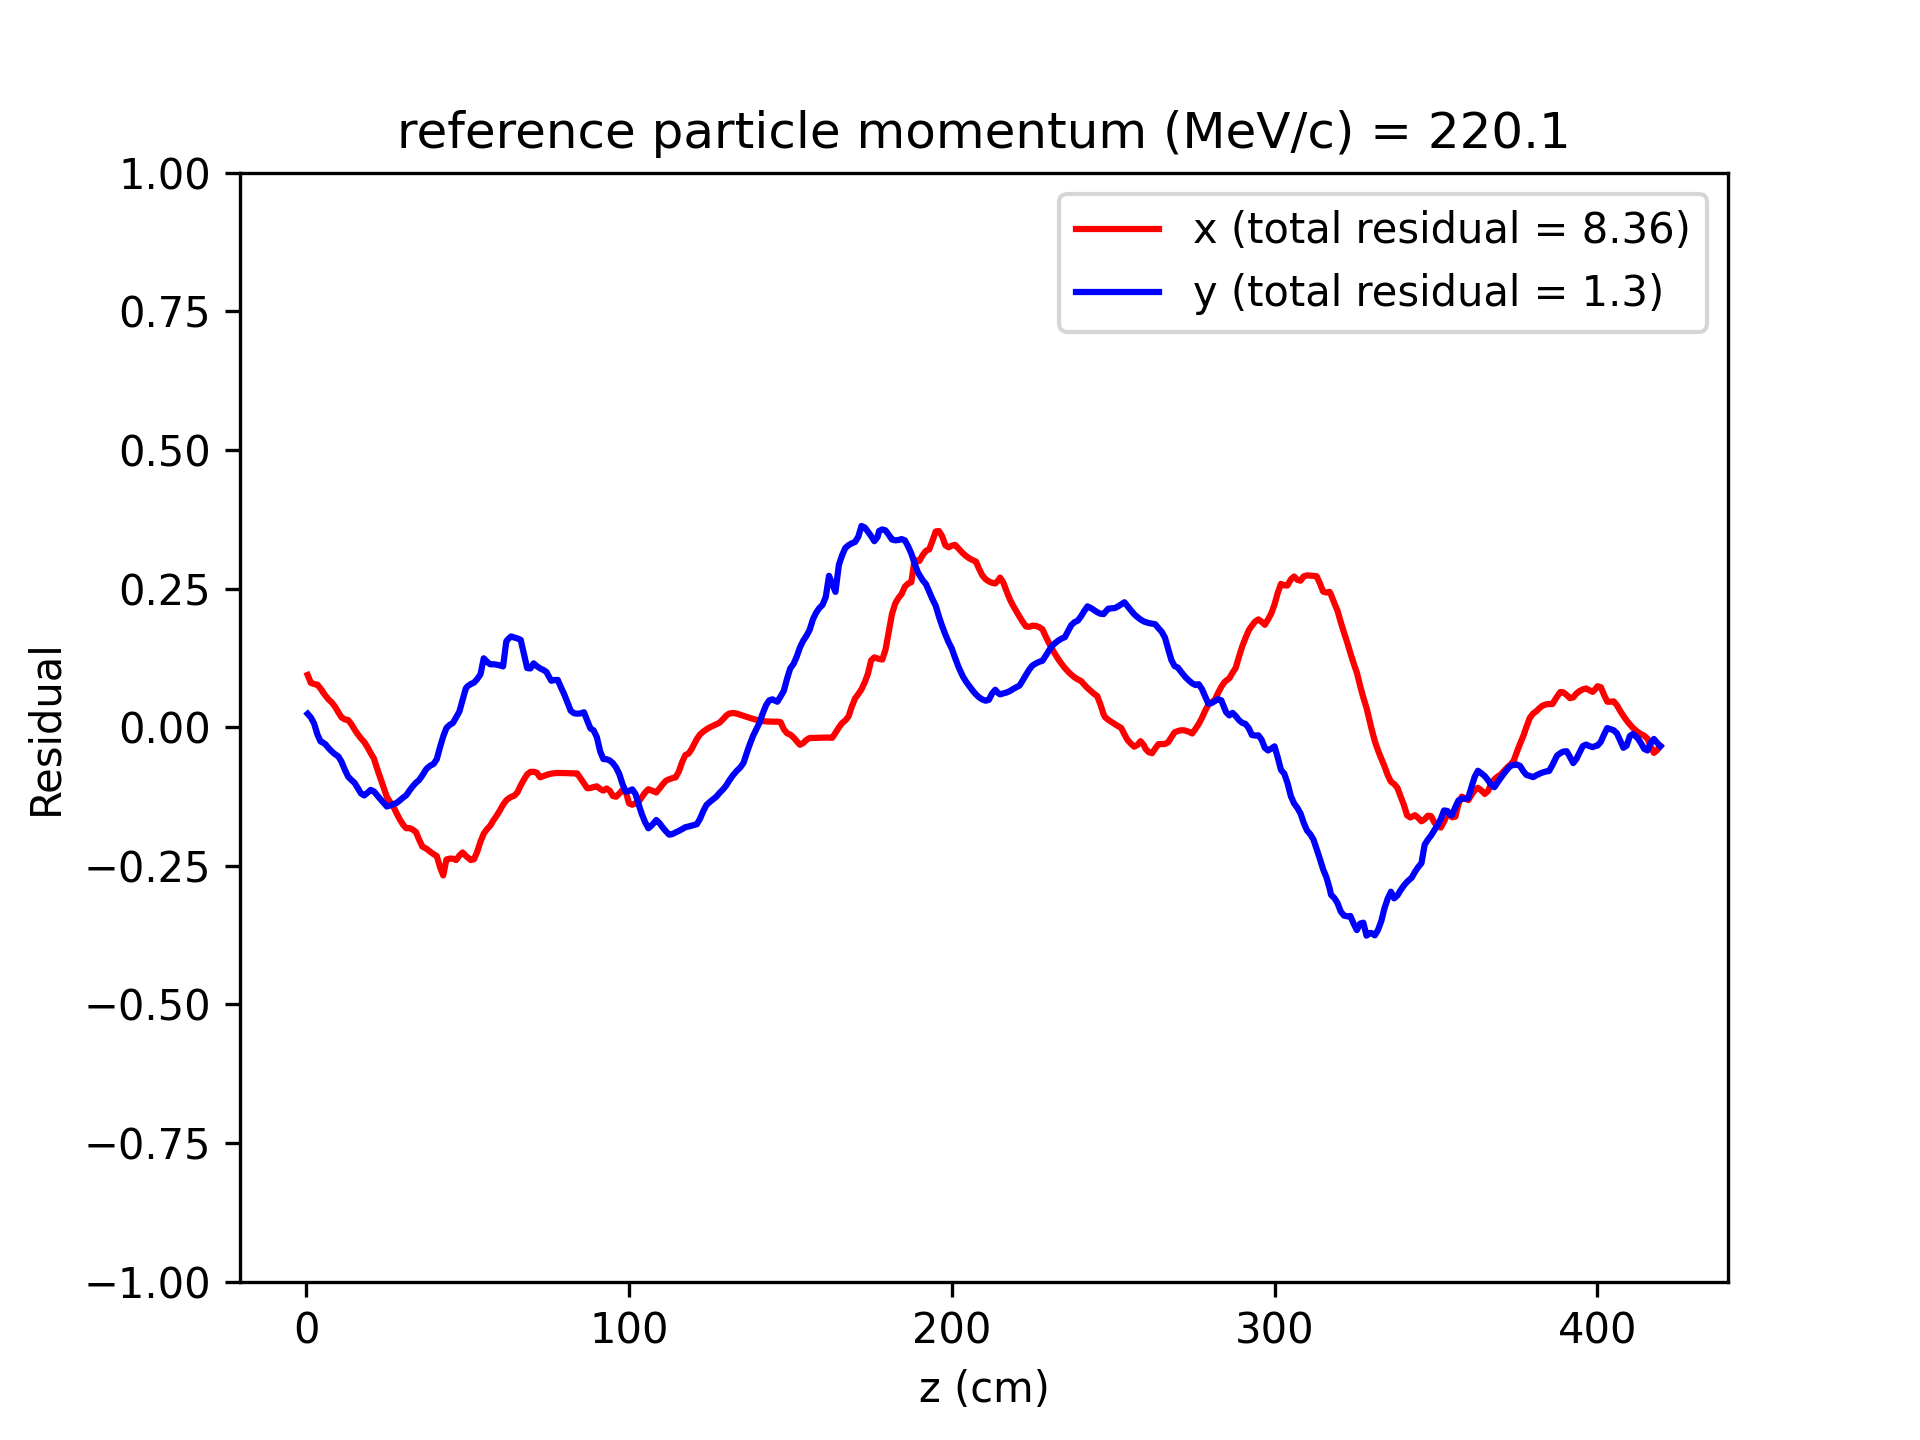 reference particle momentum (MeV/c) = 220.1
x (total residual = 8.36)
y (total residual = 1.3)
1.00
0.75
0.50
0.25
0.00
−0.25
−0.50
−0.75
−1.00
Residual
0 100 200 300 400
z (cm)